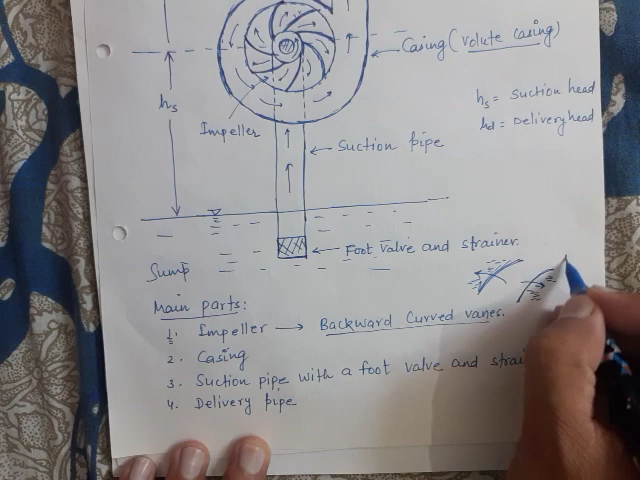 Casing (volute casing)
hs
hs = Suction head
hd = Delivery head
Impeller
Suction pipe
Foot valve and strainer.
Sump
Main parts:
1. Impeller → Backward Curved vanes.
2. Casing
3. Suction pipe with a foot valve and strai
4. Delivery pipe